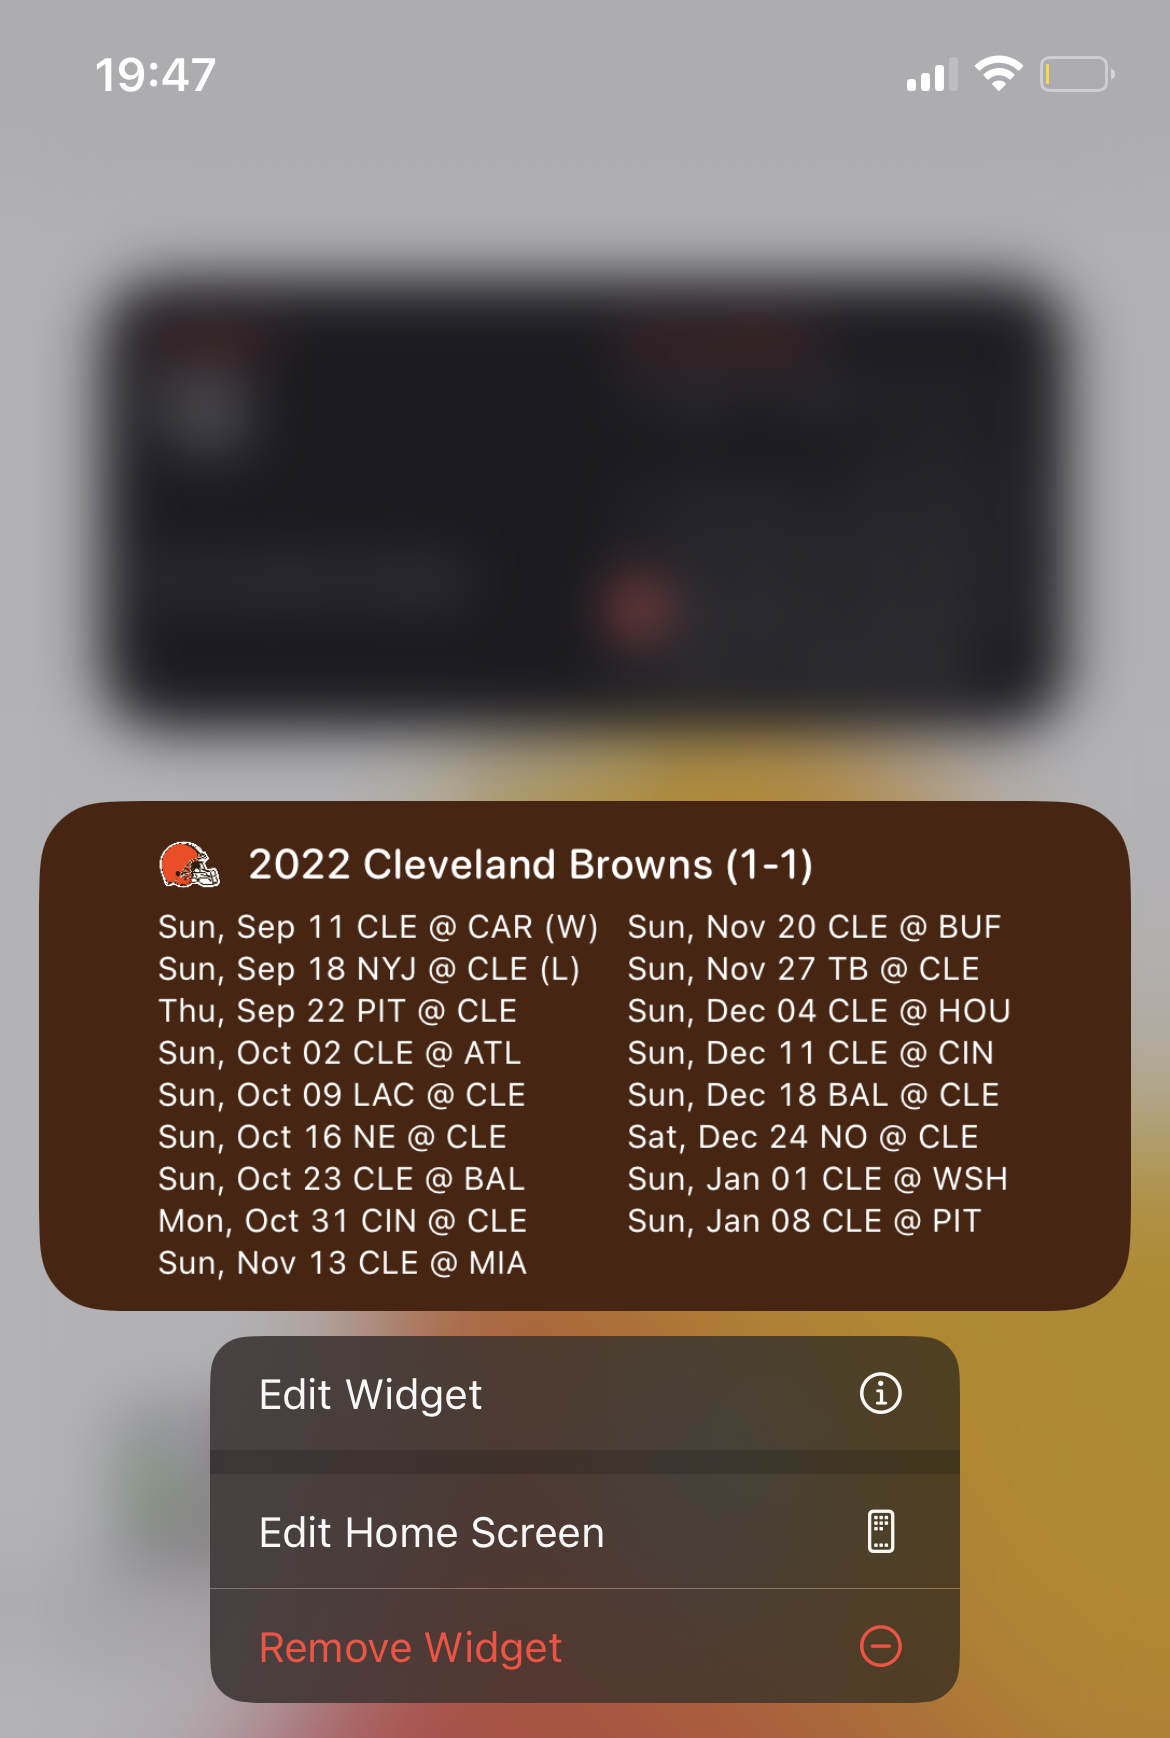 19:47
2022 Cleveland Browns (1-1)
Sun, Sep 11 CLE @ CAR (W)
Sun, Sep 18 NYJ @ CLE (L)
Thu, Sep 22 PIT @ CLE
Sun, Oct 02 CLE @ ATL
Sun, Oct 09 LAC @ CLE
Sun, Oct 16 NE @ CLE
Sun, Oct 23 CLE @ BAL
Mon, Oct 31 CIN @ CLE
Sun, Nov 13 CLE @ MIA
Sun, Nov 20 CLE @ BUF
Sun, Nov 27 TB @ CLE
Sun, Dec 04 CLE @ HOU
Sun, Dec 11 CLE @ CIN
Sun, Dec 18 BAL @ CLE
Sat, Dec 24 NO @ CLE
Sun, Jan 01 CLE @ WSH
Sun, Jan 08 CLE @ PIT
Edit Widget
Edit Home Screen
Remove Widget